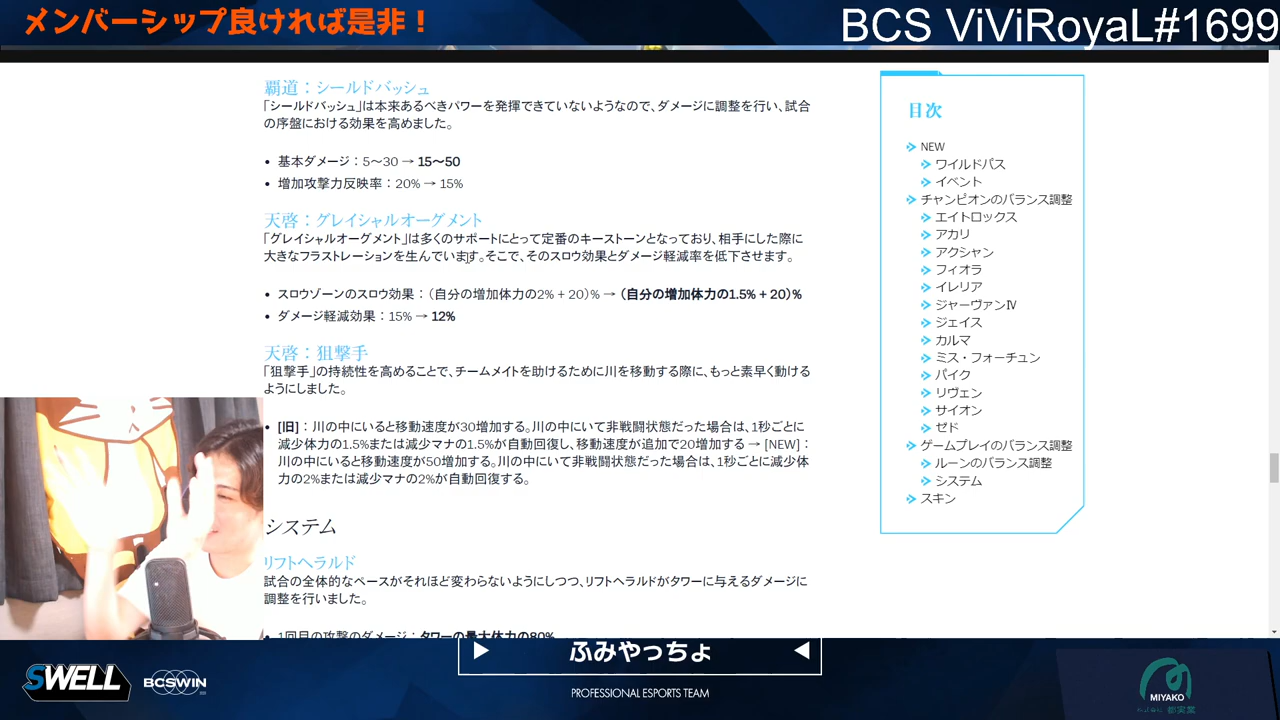 メンバーシップ良ければ是非！
BCS ViViRoyaL#1699
覇道：シールドバッシュ
「シールドバッシュ」は本来あるべきパワーを発揮できていないようなので、ダメージに調整を行い、試合
の序盤における効果を高めました。
• 基本ダメージ：5～30 → 15～50
• 増加攻撃力反映率：20% → 15%
天啓：グレイシャルオーグメント
「グレイシャルオーグメント」は多くのサポートにとって定番のキーストーンとなっており、相手にした際に
大きなフラストレーションを生んでいます。そこで、そのスロウ効果とダメージ軽減率を低下させます。
• スロウゾーンのスロウ効果：（自分の増加体力の2% + 20）% → （自分の増加体力の1.5% + 20）%
• ダメージ軽減効果：15% → 12%
天啓：狙撃手
「狙撃手」の持続性を高めることで、チームメイトを助けるために川を移動する際に、もっと素早く動ける
ようにしました。
• [旧]：川の中にいると移動速度が30増加する。川の中にいて非戦闘状態だった場合は、1秒ごとに
減少体力の1.5%または減少マナの1.5%が自動回復し、移動速度が追加で20増加する → [NEW]：
川の中にいると移動速度が50増加する。川の中にいて非戦闘状態だった場合は、1秒ごとに減少体
力の2%または減少マナの2%が自動回復する。
システム
リフトヘラルド
試合の全体的なペースがそれほど変わらないようにしつつ、リフトヘラルドがタワーに与えるダメージに
調整を行いました。
• 1回目の攻撃のダメージ：タワーの最大体力の80%
目次
NEW
ワイルドパス
イベント
チャンピオンのバランス調整
エイトロックス
アカリ
アクシャン
フィオラ
イレリア
ジャーヴァンⅣ
ジェイス
カルマ
ミス・フォーチュン
パイク
リヴェン
サイオン
ゼド
ゲームプレイのバランス調整
ルーンのバランス調整
システム
スキン
ふみやっちょ
PROFESSIONAL ESPORTS TEAM
SWELL
BCSWIN
MIYAKO
都実業